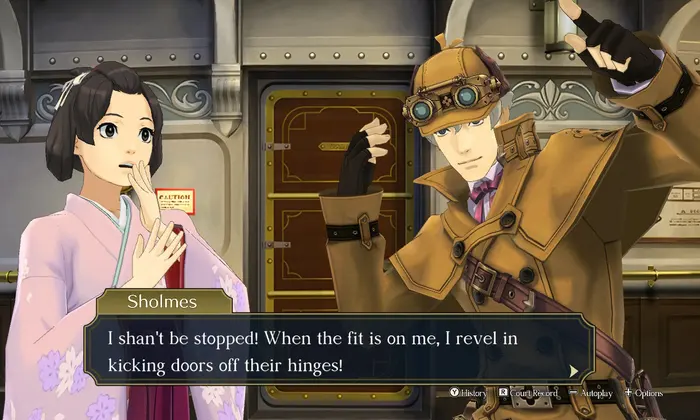 CAUTION
Sholmes
I shan't be stopped! When the fit is on me, I revel in
kicking doors off their hinges!
Y History R Court Record − Autoplay + Options